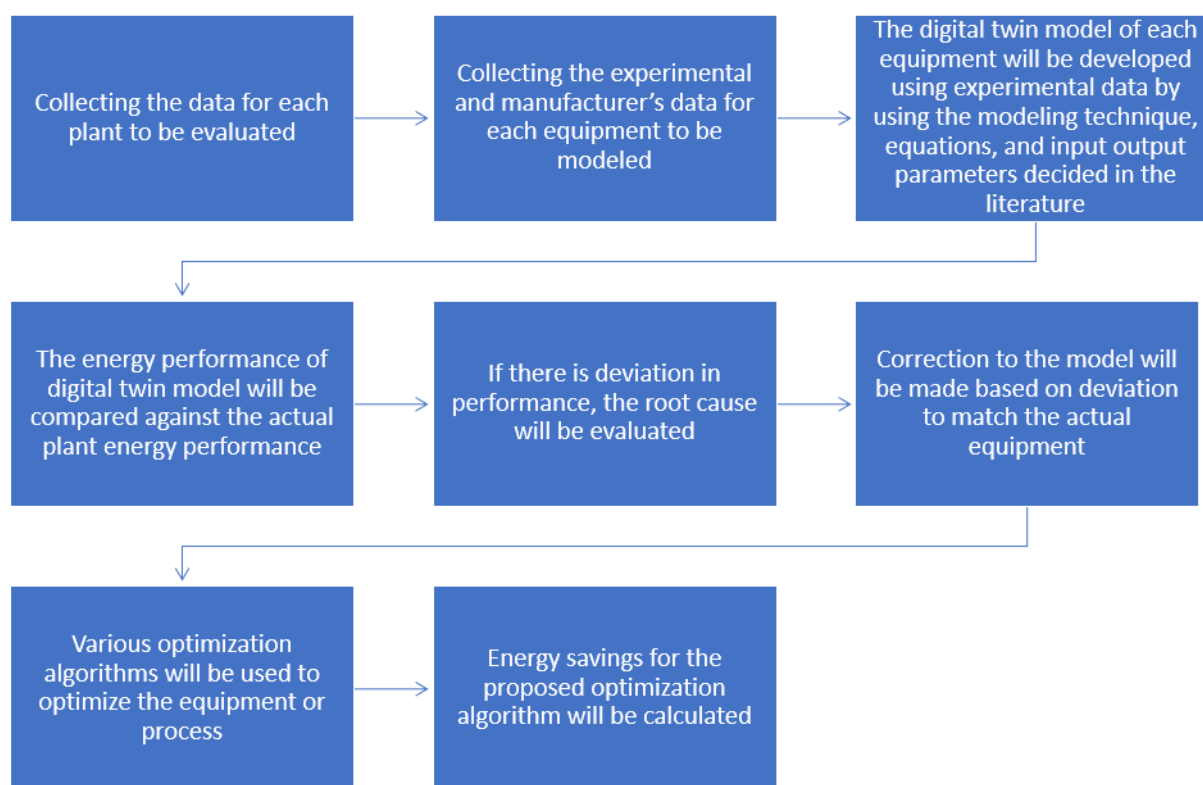 Collecting the data for each
plant to be evaluated
Collecting the experimental
and manufacturer's data for
each equipment to be
modeled
The digital twin model of each
equipment will be developed
using experimental data by
using the modeling technique,
equations, and input output
parameters decided in the
literature
The energy performance of
digital twin model will be
compared against the actual
plant energy performance
If there is deviation in
performance, the root cause
will be evaluated
Correction to the model will
be made based on deviation
to match the actual
equipment
Various optimization
algorithms will be used to
optimize the equipment or
process
Energy savings for the
proposed optimization
algorithm will be calculated